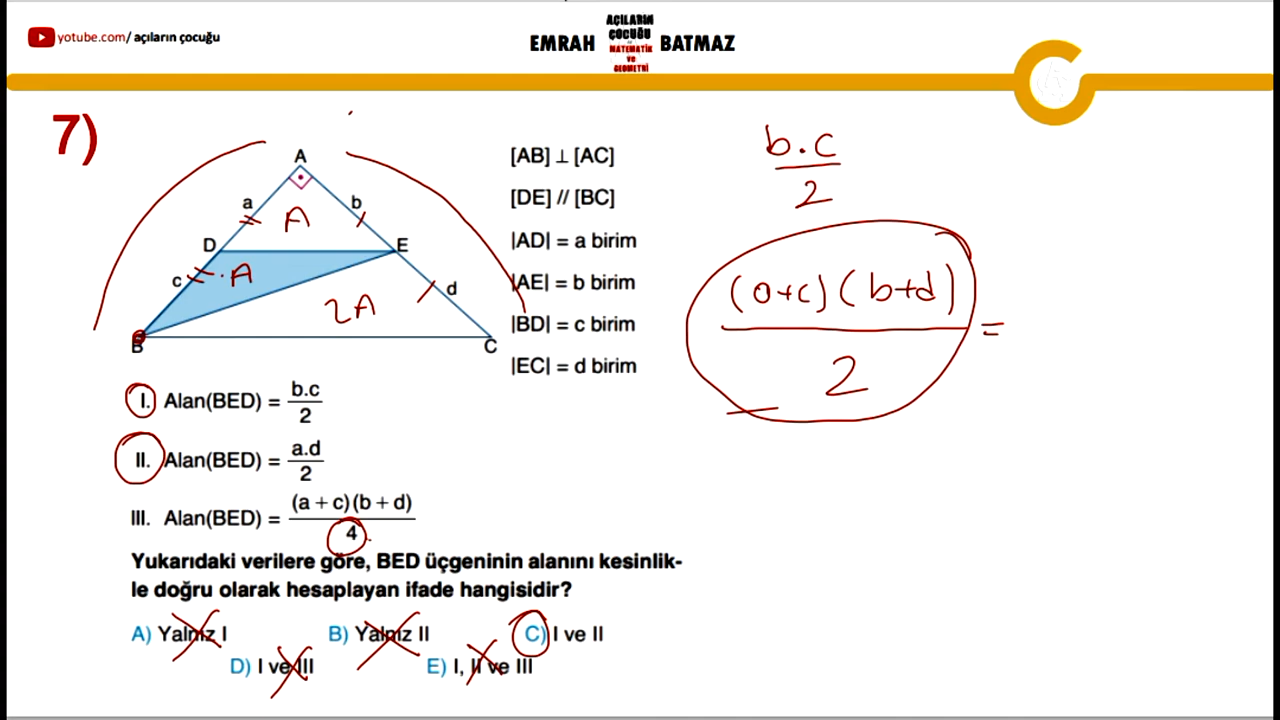 yotube.com/ açıların çocuğu
EMRAH
AÇILARIN
ÇOCUĞU
MATEMATİK
VE
GEOMETRİ
BATMAZ
7)
A
a
A
b
D
E
c
A
d
2A
B
C
[AB] ⊥ [AC]
[DE] // [BC]
|AD| = a birim
|AE| = b birim
|BD| = c birim
|EC| = d birim
b.c
2
(a+c)(b+d)
2
=
I. Alan(BED) = b.c
2
II. Alan(BED) = a.d
2
III. Alan(BED) = (a + c)(b + d)
4
Yukarıdaki verilere göre, BED üçgeninin alanını kesinlik-
le doğru olarak hesaplayan ifade hangisidir?
A) Yalnız I B) Yalnız II C) I ve II
D) I ve III E) I, II ve III